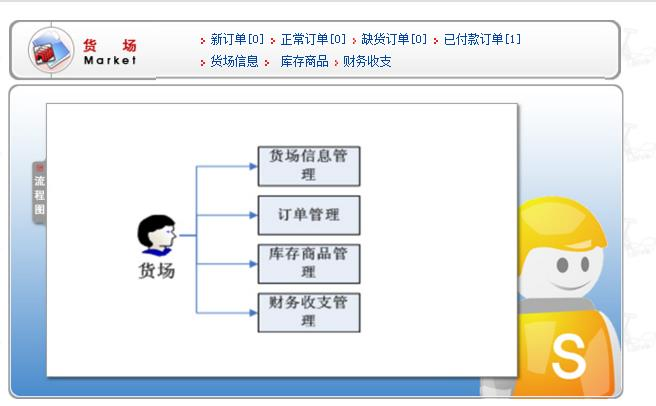 货 场
Market
新订单[0] 正常订单[0] 缺货订单[0] 已付款订单[1]
货场信息 库存商品 财务收支
流
程
图
货场信息管
理
订单管理
库存商品管
理
财务收支管
理
货场
S